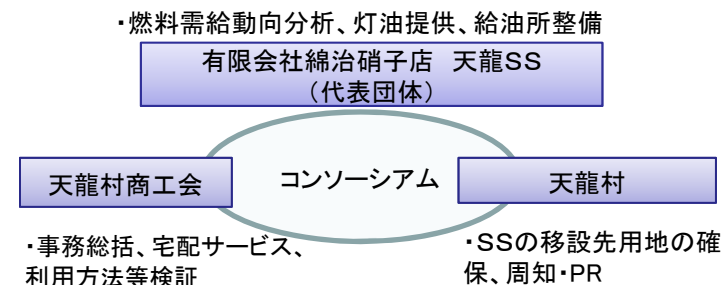 ・燃料需給動向分析、灯油提供、給油所整備
有限会社綿治硝子店　天龍SS
（代表団体）
天龍村商工会
コンソーシアム
天龍村
・事務総括、宅配サービス、
利用方法等検証
・SSの移設先用地の確
保、周知・PR